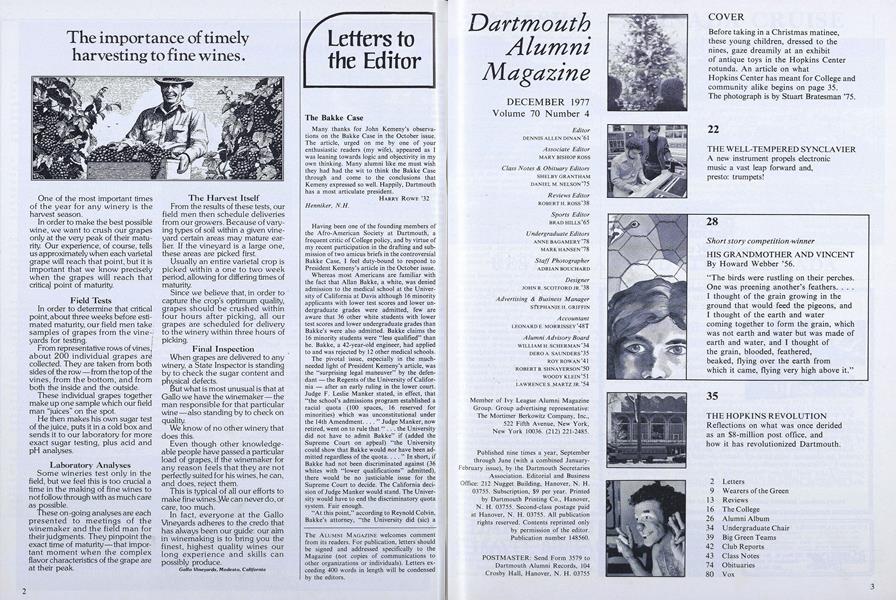 The importance of timely
harvesting to fine wines.
One of the most important times
of the year for any winery is the
harvest season.
In order to make the best possible
wine, we want to crush our grapes
only at the very peak of their matu-
rity. Our experience, of course, tells
us approximately when each varietal
grape will reach that point, but it is
important that we know precisely
when the grapes will reach that
critical point of maturity.
Field Tests
In order to determine that critical
point, about three weeks before esti-
mated maturity, our field men take
samples of grapes from the vine-
yards for testing.
From representative rows of vines,
about 200 individual grapes are
collected. They are taken from both
sides of the row — from the top of the
vines, from the bottom, and from
both the inside and the outside.
These individual grapes together
make up one sample which our field
man "juices" on the spot.
He then makes his own sugar test
of the juice, puts it in a cold box and
sends it to our laboratory for more
exact sugar testing, plus acid and
pH analyses.
Laboratory Analyses
Some wineries test only in the
field, but we feel this is too crucial a
time in the making of fine wines to
not follow through with as much care
as possible.
These on-going analyses are each
presented to meetings of the
winemaker and the field man for
their judgments. They pinpoint the
exact time of maturity—that impor-
tant moment when the complex
flavor characteristics of the grape are
at their peak.
The Harvest Itself
From the results of these tests, our
field men then schedule deliveries
from our growers. Because of vary-
ing types of soil within a given vine-
yard certain areas may mature ear-
lier. If the vineyard is a large one,
these areas are picked first.
Usually an entire varietal crop is
picked within a one to two week
period, allowing for differing times of
maturity.
Since we believe that, in order to
capture the crop's optimum quality,
grapes should be crushed within
four hours after picking, all our
grapes are scheduled for delivery
to the winery within three hours of
picking.
Final Inspection
When grapes are delivered to any
winery, a State Inspector is standing
by to check the sugar content and
physical defects.
But what is most unusual is that at
Gallo we have the winemaker — the
man responsible for that particular
wine—also standing by to check on
quality.
We know of no other winery that
does this.
Even though other knowledge-
able people have passed a particular
load of grapes, if the winemaker for
any reason feels that they are not
perfectly suited for his wines, he can,
and does, reject them.
This is typical of all our efforts to
make fine wines. We can never do, or
care, too much.
In fact, everyone at the Gallo
Vineyards adheres to the credo that
has always been our guide: our aim
in winemaking is to bring you the
finest, highest quality wines our
long experience and skills can
possibly produce.
Gallo Vineyards, Modesto, California
2
Letters to
the Editor
The Bakke Case
Many thanks for John Kemeny's observa-
tions on the Bakke Case in the October issue.
The article, urged on me by one of your
enthusiastic readers (my wife), appeared as I
was leaning towards logic and objectivity in my
own thinking. Many alumni like me must wish
they had had the wit to think the Bakke Case
through and come to the conclusions that
Kemeny expressed so well. Happily, Dartmouth
has a most articulate president.
HARRY ROWE '32
Henniker, N.H.
Having been one of the founding members of
the Afro-American Society at Dartmouth, a
frequent critic of College policy, and by virtue of
my recent participation in the drafting and sub-
mission of two amicus briefs in the controversial
Bakke Case, I feel duty-bound to respond to
President Kemeny's article in the October issue.
Whereas most Americans are familiar with
the fact that Allan Bakke, a white, was denied
admission to the medical school at the Univer-
sity of California at Davis although 16 minority
applicants with lower test scores and lower un-
dergraduate grades were admitted, few are
aware that 36 other white students with lower
test scores and lower undergraduate grades than
Bakke's were also admitted. Bakke claims the
16 minority students were "less qualified" than
he. Bakke, a 42-year-old engineer, had applied
to and was rejected by 12 other medical schools.
The pivotal issue, especially in the much-
needed light of President Kemeny's article, was
the "surprising legal maneuver" by the defen-
dant — the Regents of the University of Califor-
nia — after an early ruling in the lower court.
Judge F. Leslie Manker stated, in effect, that
"the school's admissions program established a
racial quota (100 spaces, 16 reserved for
minorities) which was unconstitutional under
the 14th Amendment. . . ." Judge Manker, now
retired, went on to rule that " . . . the University
did not have to admit Bakke" if (added the
Supreme Court on appeal) "the University
could show that Bakke would not have been ad-
mitted regardless of the quota. . . ." In short, if
Bakke had not been discriminated against (36
whites with "lower qualifications" admitted),
there would be no justiciable issue for the
Supreme Court to decide. The California deci-
sion of Judge Manker would stand. The Univer-
sity would have to end the discriminatory quota
system. Fair enough.
"At this point," according to Reynold Colvin,
Bakke's attorney, "the University did (sic) a
The ALUMNI MAGAZINE welcomes comment
from its readers. For publication, letters should
be signed and addressed specifically to the
Magazine (not copies of communications to
other organizations or individuals). Letters ex-
ceeding 400 words in length will be condensed
by the editors.
Dartmouth
Alumni
Magazine
DECEMBER 1977
Volume 70 Number 4
Editor
DENNIS ALLEN DINAN '61
Associate Editor
MARY BISHOP ROSS
Class Notes & Obituary Editors
SHELBY GRANTHAM
DANIEL M. NELSON '75
Reviews Editor
ROBERT H. ROSS '38
Sports Editor
BRAD HILLS '65
Undergraduate Editors
ANNE BAGAMERY '78
MARK HANSEN '78
Staff Photographer
ADRIAN BOUCHARD
Designer
JOHN R. SCOTFORD JR. '38
Advertising & Business Manager
STEPHANIE H. GRIFFIN
Accountant
LEONARD E. MORRISSEY '48T
Alumni Advisory Board
WILLIAM H. SCHERMAN '34
DERO A. SAUNDERS '35
ROY ROWAN '41
ROBERT B. SHNAYERSON '50
WOODY KLEIN '51
LAWRENCE S. MARTZ JR. '54
Member of Ivy League Alumni Magazine
Group. Group advertising representative:
The Mortimer Berkowitz Company, Inc.,
522 Fifth Avenue, New York,
New York 10036. (212) 221-2485.
Published nine times a year, September
through June (with a combined January-
February issue), by the Dartmouth Secretaries
Association. Editorial and Business
Office: 212 Nugget Building, Hanover, N. H.
03755. Subscription, $9 per year. Printed
by Dartmouth Printing Co., Hanover,
N. H. 03755. Second-class postage paid
at Hanover, N. H. 03755. All publication
rights reserved. Contents reprinted only
by permission of the editor.
Publication number 148560.
POSTMASTER: Send Form 3579 to
Dartmouth Alumni Records, 104
Crosby Hall, Hanover, N. H. 03755
COVER
Before taking in a Christmas matinee,
these young children, dressed to the
nines, gaze dreamily at an exhibit
of antique toys in the Hopkins Center
rotunda. An article on what
Hopkins Center has meant for College and
community alike begins on page 35.
The photograph is by Stuart Bratesman '75.
22
THE WELL-TEMPERED SYNCLAVIER
A new instrument propels electronic
music a vast leap forward and,
presto: trumpets!
28
Short story competition-winner
HIS GRANDMOTHER AND VINCENT
By Howard Webber '56.
"The birds were rustling on their perches.
One was preening another's feathers. . . .
I thought of the grain growing in the
ground that would feed the pigeons, and
I thought of the earth and water
coming together to form the grain, which
was not earth and water but was made of
earth and water, and I thought of
the grain, blooded, feathered,
beaked, flying over the earth from
which it came, flying very high above it."
35
THE HOPKINS REVOLUTION
Reflections on what was once derided
as an $8-million post office, and
how it has revolutionized Dartmouth.
2 Letters
9 Wearers of the Green
13 Reviews
16 The College
26 Alumni Album
34 Undergraduate Chair
39 Big Green Teams
42 Club Reports
43 Class Notes
74 Obituaries
80 Vox
3